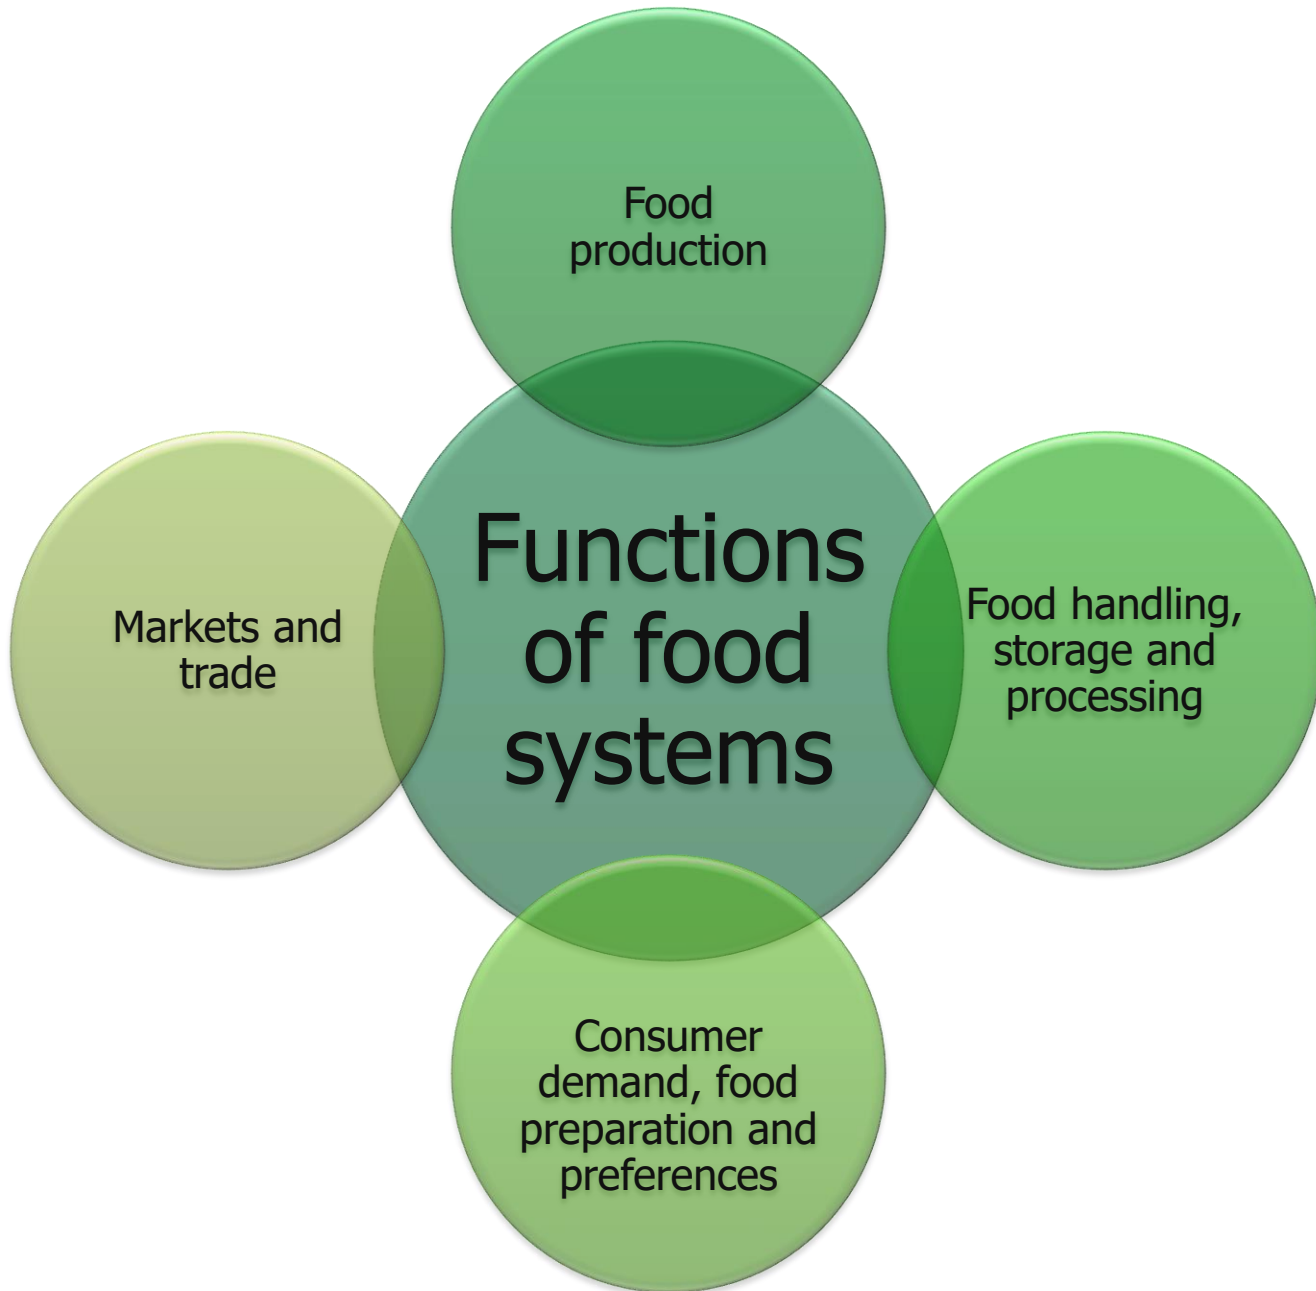 Food
production
Functions
of food
systems
Markets and
trade
Food handling,
storage and
processing
Consumer
demand, food
preparation and
preferences